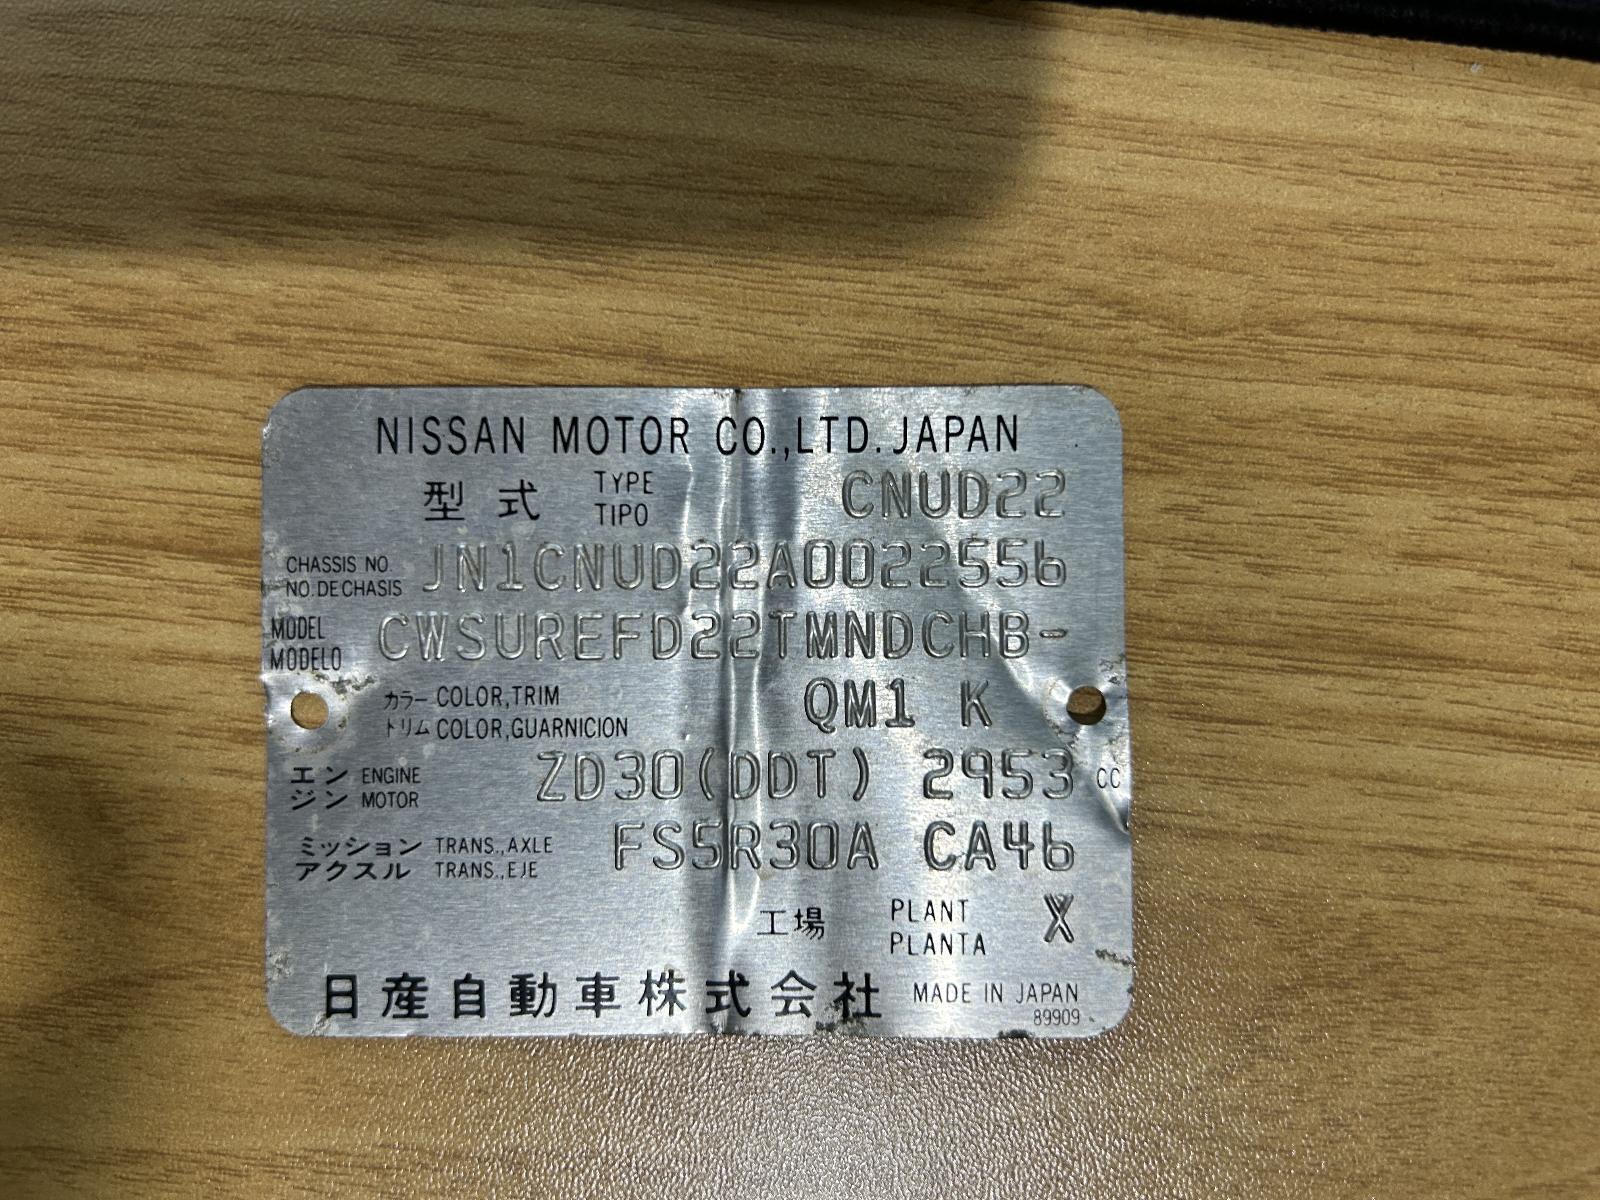 NISSAN MOTOR CO.,LTD.JAPAN
型式 TYPE CNUD22
TIPO
CHASSIS NO. JN1CNUD22A0022556
NO.DE CHASIS
MODEL CWSUREFD22TMNDCHB-
MODELO
カラー COLOR,TRIM QM1 K
トリム COLOR,GUARNICION
エン ENGINE ZD30(DDT) 2953 CC
ジン MOTOR
ミッション TRANS.,AXLE FS5R30A CA46
アクスル TRANS.,EJE
工場 PLANT X
PLANTA
日産自動車株式会社 MADE IN JAPAN
89909